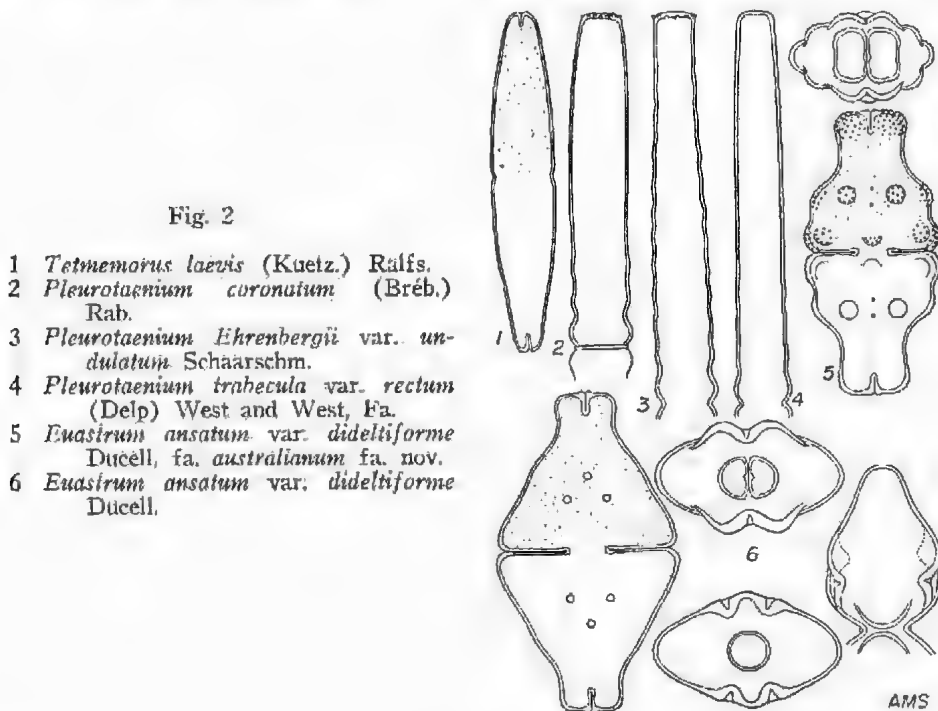 Fig. 2
1 Tetmemorus laevis (Kuetz.) Ralfs.
2 Pleurotaenium coronatum (Bréb.)
Rab.
3 Pleurotaenium Ehrenbergii var. un-
dulatum Schaarschm.
4 Pleurotaenium trabecula var. rectum
(Delp) West and West, Fa.
5 Euastrum ansatum var. dideltiforme
Ducell, fa. australianum fa. nov.
6 Euastrum ansatum var. dideltiforme
Ducell.
1
2
3
4
5
6
AMS